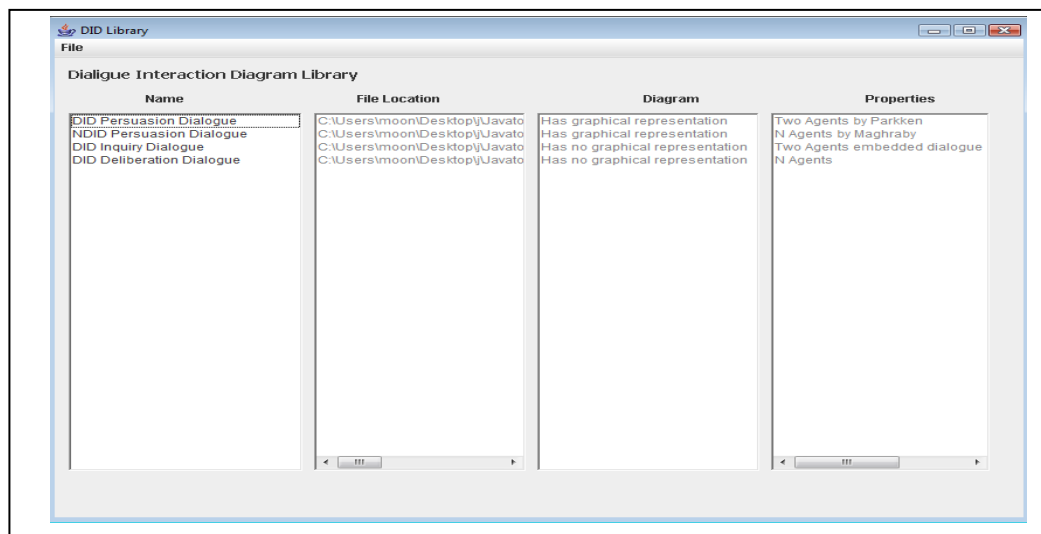 DID Library
File
Dialigue Interaction Diagram Library
Name File Location Diagram Properties
DID Persuasion Dialogue C:\Users\moon\Desktop\j\Javato Has graphical representation Two Agents by Parkken
NDID Persuasion Dialogue C:\Users\moon\Desktop\j\Javato Has graphical representation N Agents by Maghraby
DID Inquiry Dialogue C:\Users\moon\Desktop\j\Javato Has no graphical representation Two Agents embedded dialogue
DID Deliberation Dialogue C:\Users\moon\Desktop\j\Javato Has no graphical representation N Agents